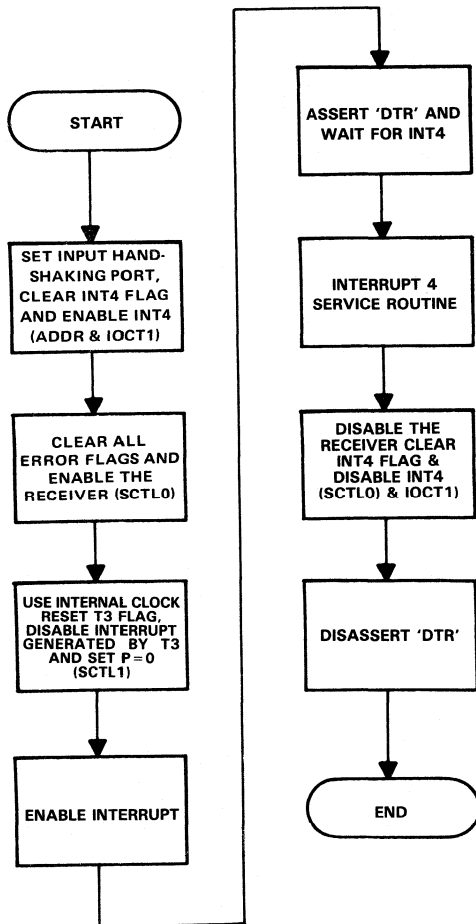 START
SET INPUT HAND-
SHAKING PORT,
CLEAR INT4 FLAG
AND ENABLE INT4
(ADDR & IOCT1)
CLEAR ALL
ERROR FLAGS AND
ENABLE THE
RECEIVER (SCTL0)
USE INTERNAL CLOCK
RESET T3 FLAG,
DISABLE INTERRUPT
GENERATED BY T3
AND SET P=0
(SCTL1)
ENABLE INTERRUPT
ASSERT 'DTR' AND
WAIT FOR INT4
INTERRUPT 4
SERVICE ROUTINE
DISABLE THE
RECEIVER CLEAR
INT4 FLAG &
DISABLE INT4
(SCTL0) & IOCT1)
DISASSERT 'DTR'
END